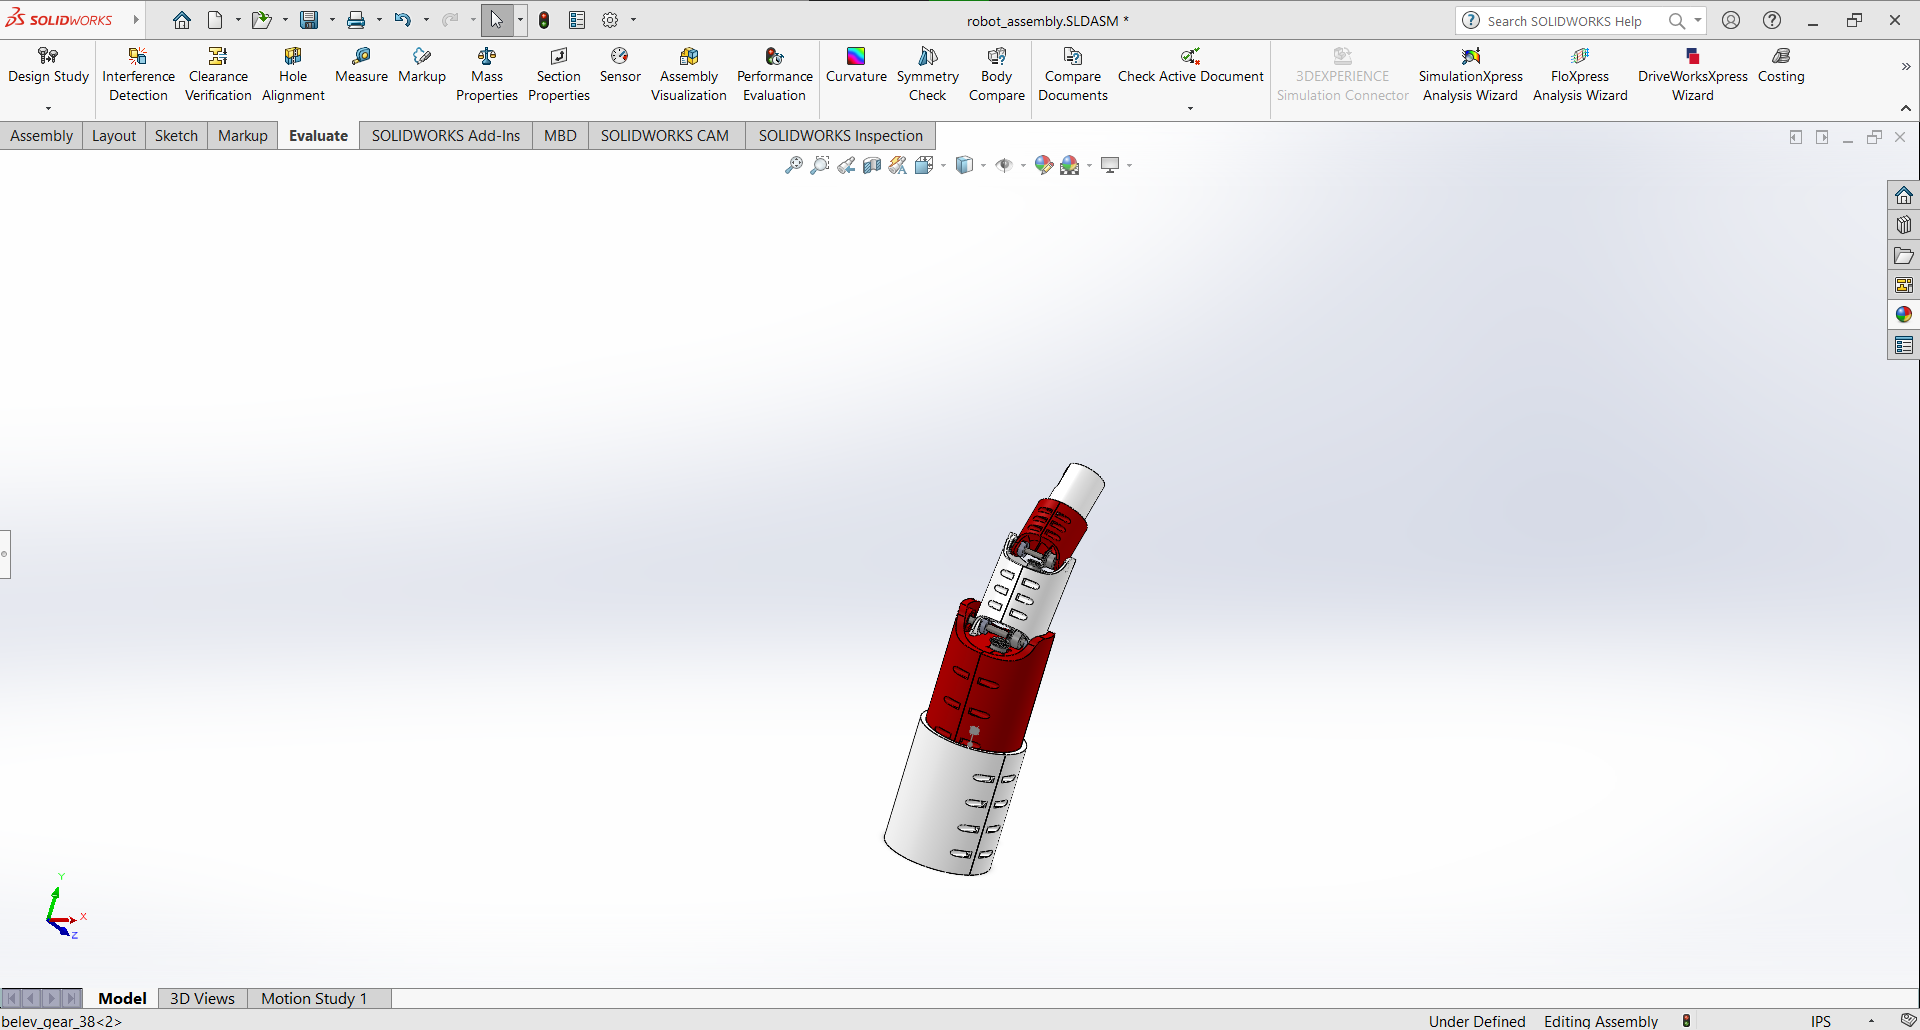 SOLIDWORKS
robot_assembly.SLDASM *
Search SOLIDWORKS Help
Design Study
Interference Detection
Clearance Verification
Hole Alignment
Measure
Markup
Mass Properties
Section Properties
Sensor
Assembly Visualization
Performance Evaluation
Curvature
Symmetry Check
Body Compare
Compare Documents
Check Active Document
3DEXPERIENCE Simulation Connector
SimulationXpress Analysis Wizard
FloXpress Analysis Wizard
DriveWorksXpress Wizard
Costing
Assembly
Layout
Sketch
Markup
Evaluate
SOLIDWORKS Add-Ins
MBD
SOLIDWORKS CAM
SOLIDWORKS Inspection
Y
X
Z
Model
3D Views
Motion Study 1
belev_gear_38<2>
Under Defined
Editing Assembly
IPS